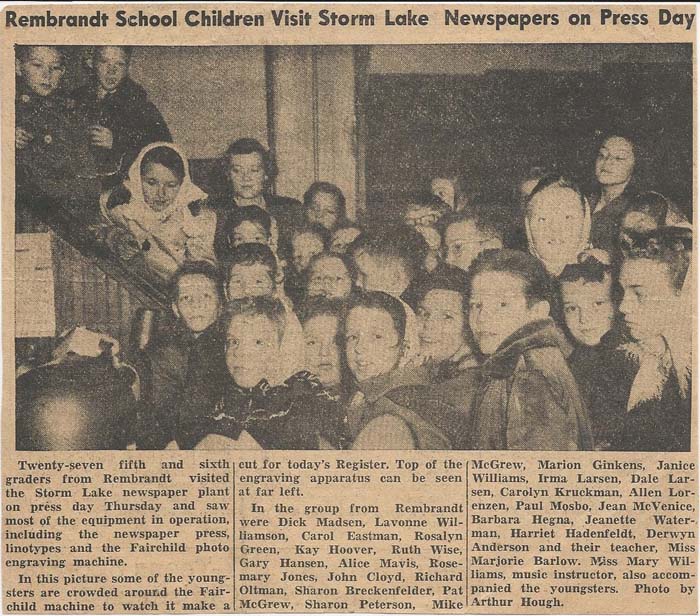 Rembrandt School Children Visit Storm Lake Newspapers on Press Day
Twenty-seven fifth and sixth
graders from Rembrandt visited
the Storm Lake newspaper plant
on press day Thursday and saw
most of the equipment in operation,
including the newspaper press,
linotypes and the Fairchild photo
engraving machine.
In this picture some of the young-
sters are crowded around the Fair-
child machine to watch it make a
cut for today's Register. Top of the
engraving apparatus can be seen
at far left.
In the group from Rembrandt
were Dick Madsen, Lavonne Wil-
liamson, Carol Eastman, Rosalyn
Green, Kay Hoover, Ruth Wise,
Gary Hansen, Alice Mavis, Rose-
mary Jones, John Cloyd, Richard
Oltman, Sharon Breckenfelder, Pat
McGrew, Sharon Peterson, Mike
McGrew, Marion Ginkens, Janice
Williams, Irma Larsen, Dale Lar-
sen, Carolyn Kruckman, Allen Lor-
enzen, Paul Mosbo, Jean McVenice,
Barbara Hegna, Jeanette Water-
man, Harriet Hadenfeldt, Derwyn
Anderson and their teacher, Miss
Marjorie Barlow. Miss Mary Wil-
liams, music instructor, also accom-
panied the youngsters. Photo by
Arthur Hough.